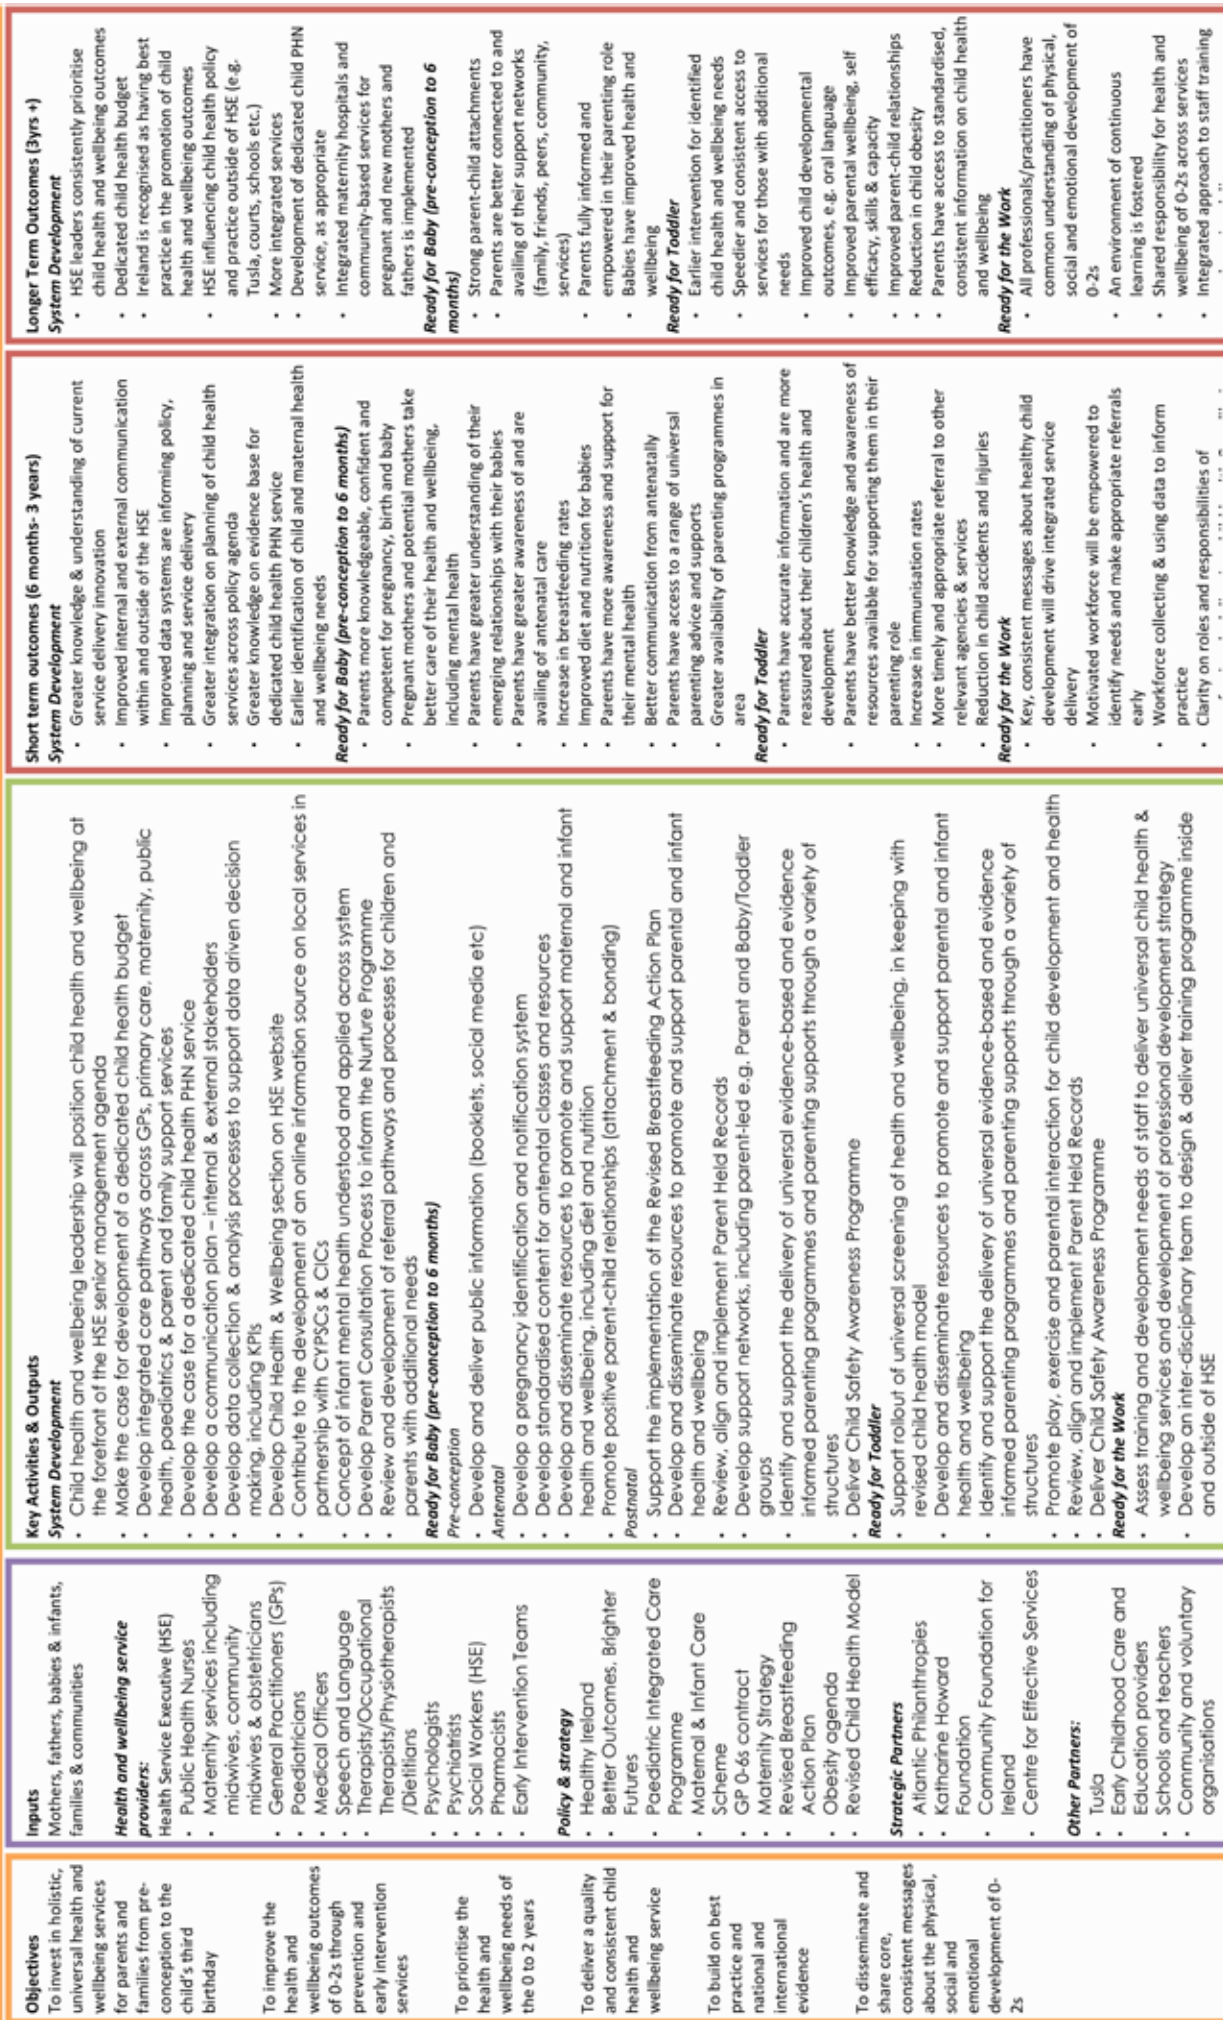 Objectives
To invest in holistic,
universal health and
wellbeing services
for parents and
families from pre-
conception to the
child's third
birthday
To improve the
health and
wellbeing outcomes
of 0-2s through
prevention and
early intervention
services
To prioritise the
health and
wellbeing needs of
the 0 to 2 years
To deliver a quality
and consistent child
health and
wellbeing service
To build on best
practice and
national and
international
evidence
To disseminate and
share core,
consistent messages
about the physical,
social and
emotional
development of 0-
2s
Inputs
Mothers, fathers, babies & infants,
families & communities
Health and wellbeing service
providers:
Health Service Executive (HSE)
• Public Health Nurses
• Maternity services including
midwives, community
midwives & obstetricians
• General Practitioners (GPs)
• Paediatricians
• Medical Officers
• Speech and Language
• Therapists/Occupational
• Therapists/Physiotherapists
/Dietitians
• Psychologists
• Psychiatrists
• Social Workers (HSE)
• Pharmacists
• Early Intervention Teams
Policy & strategy
• Healthy Ireland
• Better Outcomes, Brighter
Futures
• Paediatric Integrated Care
Programme
• Maternal & Infant Care
Scheme
• GP 0-6s contract
• Maternity Strategy
• Revised Breastfeeding
Action Plan
• Obesity agenda
• Revised Child Health Model
Strategic Partners
• Atlantic Philanthropies
• Katharine Howard
Foundation
• Community Foundation for
Ireland
• Centre for Effective Services
Other Partners:
• Tusla
• Early Childhood Care and
Education providers
• Schools and teachers
• Community and voluntary
organisations
Key Activities & Outputs
System Development
• Child health and wellbeing leadership will position child health and wellbeing at
the forefront of the HSE senior management agenda
• Make the case for development of a dedicated child health budget
• Develop integrated care pathways across GPs, primary care, maternity, public
health, paediatrics & parent and family support services
• Develop the case for a dedicated child health PHN service
• Develop a communication plan – internal & external stakeholders
• Develop data collection & analysis processes to support data driven decision
making, including KPIs
• Develop Child Health & Wellbeing section on HSE website
• Contribute to the development of an online information source on local services in
partnership with CYPSCs & CICs
• Concept of infant mental health understood and applied across system
• Develop Parent Consultation Process to inform the Nurture Programme
• Review and development of referral pathways and processes for children and
parents with additional needs
Ready for Baby (pre-conception to 6 months)
Pre-conception
• Develop and deliver public information (booklets, social media etc)
Antenatal
• Develop a pregnancy identification and notification system
• Develop standardised content for antenatal classes and resources
• Develop and disseminate resources to promote and support maternal and infant
health and wellbeing, including diet and nutrition
• Promote positive parent-child relationships (attachment & bonding)
Postnatal
• Support the implementation of the Revised Breastfeeding Action Plan
• Develop and disseminate resources to promote and support parental and infant
health and wellbeing
• Review, align and implement Parent Held Records
• Develop support networks, including parent-led e.g. Parent and Baby/Toddler
groups
• Identify and support the delivery of universal evidence-based and evidence
informed parenting programmes and parenting supports through a variety of
structures
• Deliver Child Safety Awareness Programme
Ready for Toddler
• Support rollout of universal screening of health and wellbeing, in keeping with
revised child health model
• Develop and disseminate resources to promote and support parental and infant
health and wellbeing
• Identify and support the delivery of universal evidence-based and evidence
informed parenting programmes and parenting supports through a variety of
structures
• Promote play, exercise and parental interaction for child development and health
• Review, align and implement Parent Held Records
• Deliver Child Safety Awareness Programme
Ready for the Work
• Assess training and development needs of staff to deliver universal child health &
wellbeing services and development of professional development strategy
• Develop an inter-disciplinary team to design & deliver training programme inside
and outside of HSE
Short term outcomes (6 months- 3 years)
System Development
• Greater knowledge & understanding of current
service delivery innovation
• Improved internal and external communication
within and outside of the HSE
• Improved data systems are informing policy,
planning and service delivery
• Greater integration on planning of child health
services across policy agenda
• Greater knowledge on evidence base for
dedicated child health PHN service
• Earlier identification of child and maternal health
and wellbeing needs
Ready for Baby (pre-conception to 6 months)
• Parents more knowledgeable, confident and
competent for pregnancy, birth and baby
• Pregnant mothers and potential mothers take
better care of their health and wellbeing,
including mental health
• Parents have greater understanding of their
emerging relationships with their babies
• Parents have greater awareness of and are
availing of antenatal care
• Increase in breastfeeding rates
• Improved diet and nutrition for babies
• Parents have more awareness and support for
their mental health
• Better communication from antenatally
• Parents have access to a range of universal
parenting advice and supports
• Greater availability of parenting programmes in
area
Ready for Toddler
• Parents have accurate information and are more
reassured about their children's health and
development
• Parents have better knowledge and awareness of
resources available for supporting them in their
parenting role
• Increase in immunisation rates
• More timely and appropriate referral to other
relevant agencies & services
• Reduction in child accidents and injuries
Ready for the Work
• Key, consistent messages about healthy child
development will drive integrated service
delivery
• Motivated workforce will be empowered to
identify needs and make appropriate referrals
early
• Workforce collecting & using data to inform
practice
• Clarity on roles and responsibilities of
Longer Term Outcomes (3yrs +)
System Development
• HSE leaders consistently prioritise
child health and wellbeing outcomes
• Dedicated child health budget
• Ireland is recognised as having best
practice in the promotion of child
health and wellbeing outcomes
• HSE influencing child health policy
and practice outside of HSE (e.g.
Tusla, courts, schools etc.)
• More integrated services
• Development of dedicated child PHN
service, as appropriate
• Integrated maternity hospitals and
community-based services for
pregnant and new mothers and
fathers is implemented
Ready for Baby (pre-conception to 6
months)
• Strong parent-child attachments
• Parents are better connected to and
availing of their support networks
(family, friends, peers, community,
services)
• Parents fully informed and
empowered in their parenting role
• Babies have improved health and
wellbeing
Ready for Toddler
• Earlier intervention for identified
child health and wellbeing needs
• Speedier and consistent access to
services for those with additional
needs
• Improved child developmental
outcomes, e.g. oral language
• Improved parental wellbeing, self
efficacy, skills & capacity
• Improved parent-child relationships
• Reduction in child obesity
• Parents have access to standardised,
consistent information on child health
and wellbeing
Ready for the Work
• All professionals/practitioners have
common understanding of physical,
social and emotional development of
0-2s
• An environment of continuous
learning is fostered
• Shared responsibility for health and
wellbeing of 0-2s across services
• Integrated approach to staff training